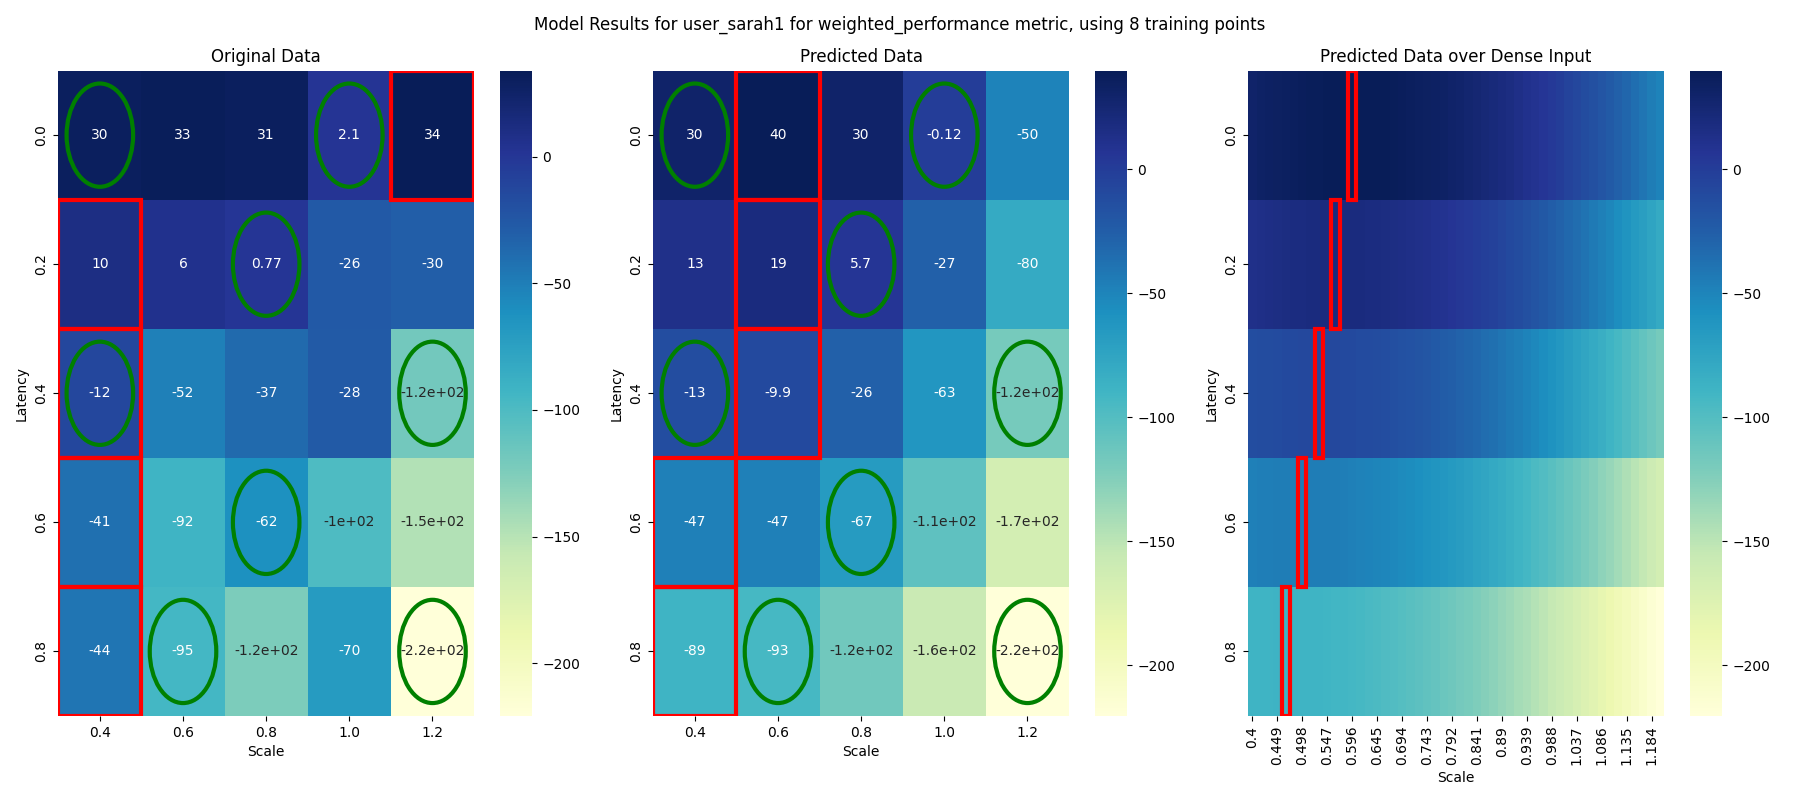 Model Results for user_sarah1 for weighted_performance metric, using 8 training points
Original Data
30 33 31 2.1 34
10 6 0.77 -26 -30
-12 -52 -37 -28 -1.2e+02
-41 -92 -62 -1e+02 -1.5e+02
-44 -95 -1.2e+02 -70 -2.2e+02
0.0
0.2
0.4
0.6
0.8
Latency
0.4 0.6 0.8 1.0 1.2
Scale
0
−50
−100
−150
−200
Predicted Data
30 40 30 -0.12 -50
13 19 5.7 -27 -80
-13 -9.9 -26 -63 -1.2e+02
-47 -47 -67 -1.1e+02 -1.7e+02
-89 -93 -1.2e+02 -1.6e+02 -2.2e+02
0.0
0.2
0.4
0.6
0.8
Latency
0.4 0.6 0.8 1.0 1.2
Scale
0
−50
−100
−150
−200
Predicted Data over Dense Input
0.0
0.2
0.4
0.6
0.8
Latency
0.4 0.449 0.498 0.547 0.596 0.645 0.694 0.743 0.792 0.841 0.89 0.939 0.988 1.037 1.086 1.135 1.184
Scale
0
−50
−100
−150
−200